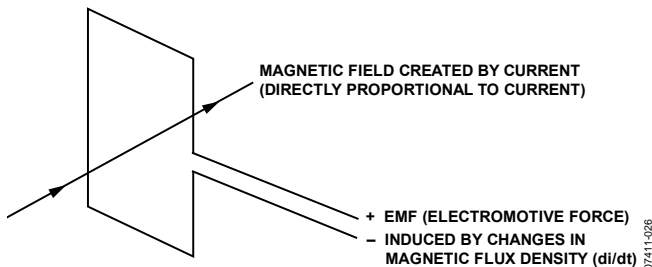 MAGNETIC FIELD CREATED BY CURRENT
(DIRECTLY PROPORTIONAL TO CURRENT)
+ EMF (ELECTROMOTIVE FORCE)
– INDUCED BY CHANGES IN
MAGNETIC FLUX DENSITY (di/dt)
07411-026